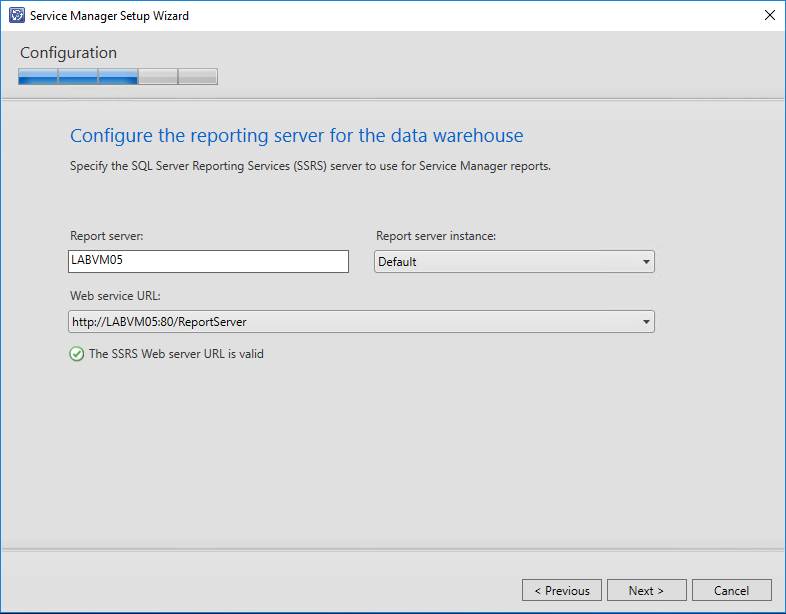 Service Manager Setup Wizard
Configuration
Configure the reporting server for the data warehouse
Specify the SQL Server Reporting Services (SSRS) server to use for Service Manager reports.
Report server: Report server instance:
LABVM05 Default
Web service URL:
http://LABVM05:80/ReportServer
The SSRS Web server URL is valid
< Previous Next > Cancel